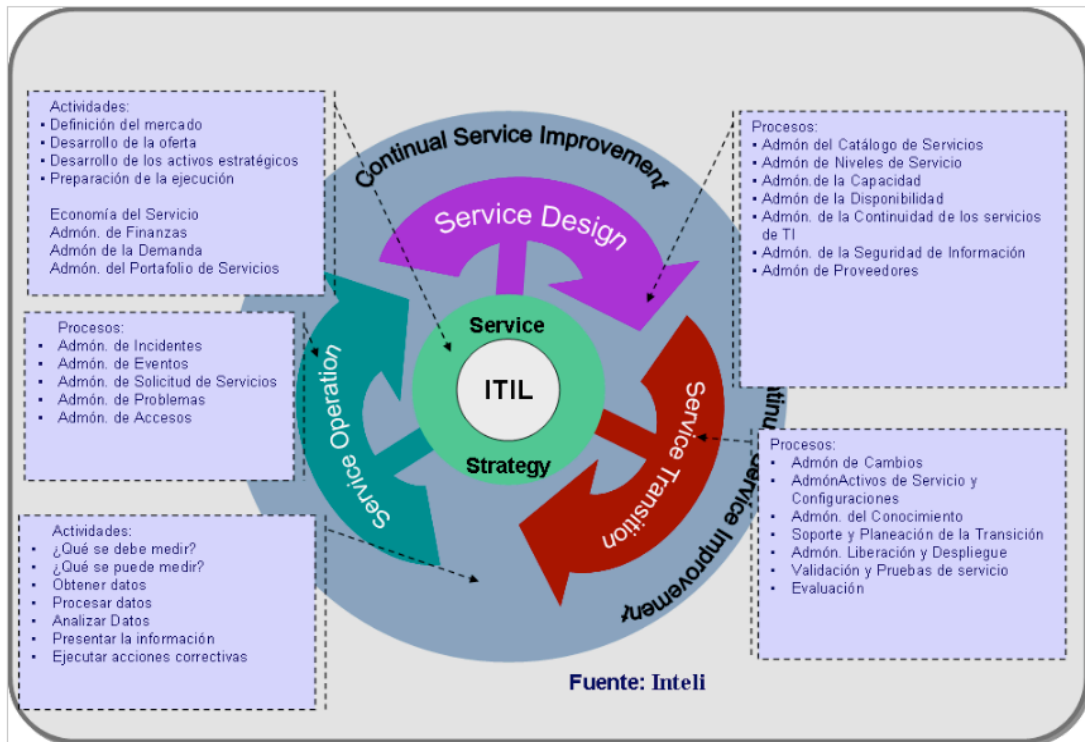 Actividades:
▪ Definición del mercado
▪ Desarrollo de la oferta
▪ Desarrollo de los activos estratégicos
▪ Preparación de la ejecución
Economía del Servicio
Admón. de Finanzas
Admón de la Demanda
Admón. del Portafolio de Servicios
Procesos:
▪ Admón. de Incidentes
▪ Admón. de Eventos
▪ Admón. de Solicitud de Servicios
▪ Admón. de Problemas
▪ Admón. de Accesos
Actividades:
▪ ¿Qué se debe medir?
▪ ¿Qué se puede medir?
▪ Obtener datos
▪ Procesar datos
▪ Analizar Datos
▪ Presentar la información
▪ Ejecutar acciones correctivas
Continual Service Improvement
Service Design
Service
ITIL
Strategy
Service Operation
Service Transition
tinu
Service Improvement
Procesos:
▪ Admón del Catálogo de Servicios
▪ Admón de Niveles de Servicio
▪ Admón.de la Capacidad
▪ Admón de la Disponibilidad
▪ Admón. de la Continuidad de los servicios
de TI
▪ Admón. de la Seguridad de Información
▪ Admón de Proveedores
Procesos:
▪ Admón de Cambios
▪ AdmónActivos de Servicio y
Configuraciones
▪ Admón. del Conocimiento
▪ Soporte y Planeación de la Transición
▪ Admón. Liberación y Despliegue
▪ Validación y Pruebas de servicio
▪ Evaluación
Fuente: Inteli